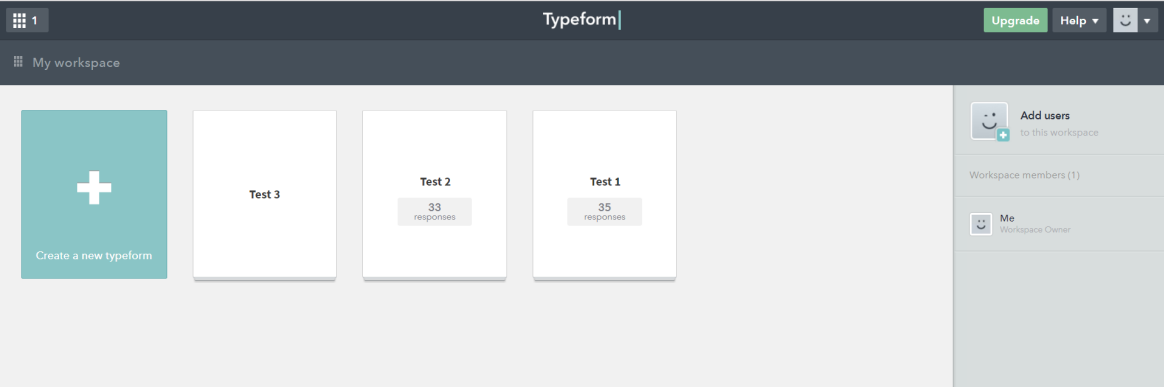 1
Typeform
Upgrade
Help
My workspace
Create a new typeform
Test 3
Test 2
33
responses
Test 1
35
responses
Add users
to this workspace
Workspace members (1)
Me
Workspace Owner